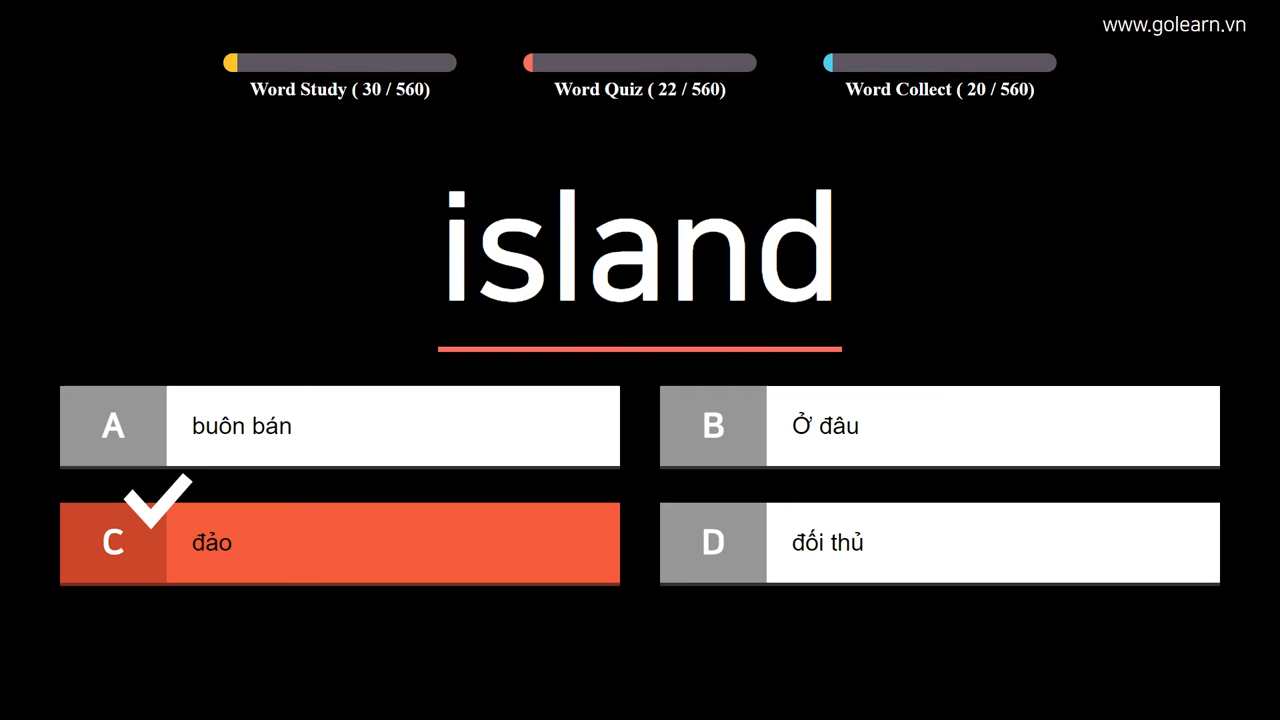 www.golearn.vn
Word Study ( 30 / 560)
Word Quiz ( 22 / 560)
Word Collect ( 20 / 560)
island
A buôn bán
B Ở đâu
C đảo
D đối thủ